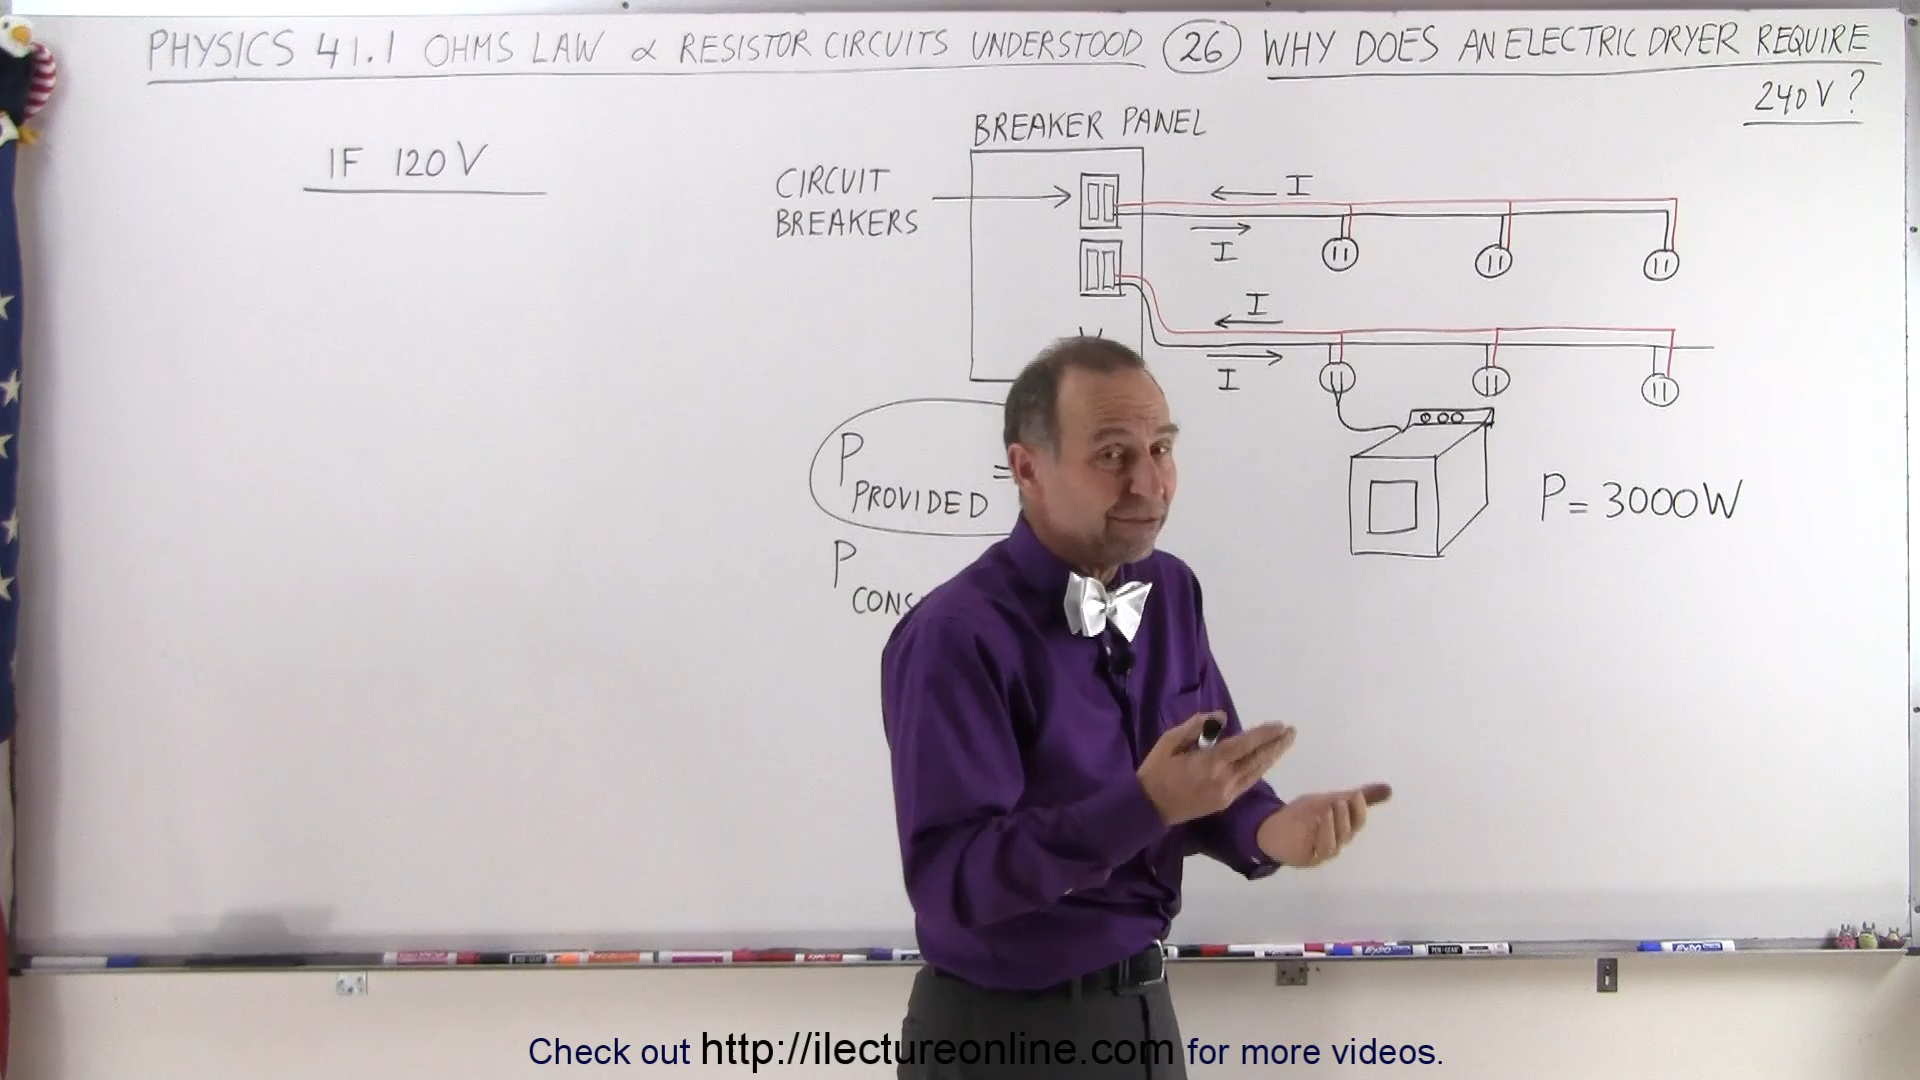 PHYSICS 41.1 OHMS LAW & RESISTOR CIRCUITS UNDERSTOOD 26 WHY DOES AN ELECTRIC DRYER REQUIRE
240V?
IF 120V
BREAKER PANEL
CIRCUIT
BREAKERS
I
I
I
I
P PROVIDED =
P
P = 3000W
Check out http://ilectureonline.com for more videos.